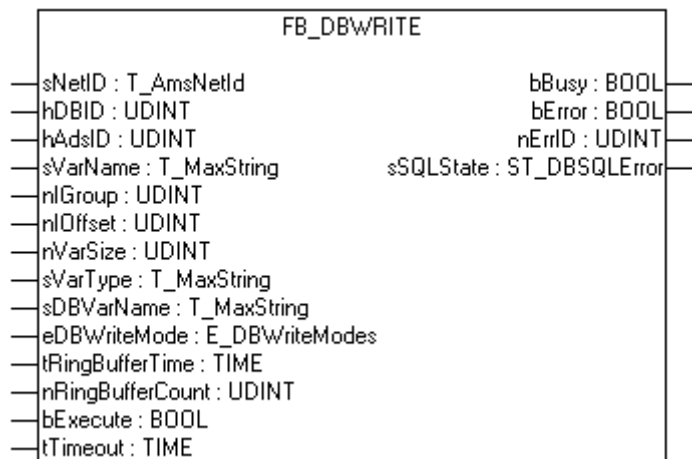 FB_DBWRITE
sNetID : T_AmsNetId bBusy : BOOL
hDBID : UDINT bError : BOOL
hAdsID : UDINT nErrID : UDINT
sVarName : T_MaxString sSQLState : ST_DBSQLError
nIGroup : UDINT
nIOffset : UDINT
nVarSize : UDINT
sVarType : T_MaxString
sDBVarName : T_MaxString
eDBWriteMode : E_DBWriteModes
tRingBufferTime : TIME
nRingBufferCount : UDINT
bExecute : BOOL
tTimeout : TIME